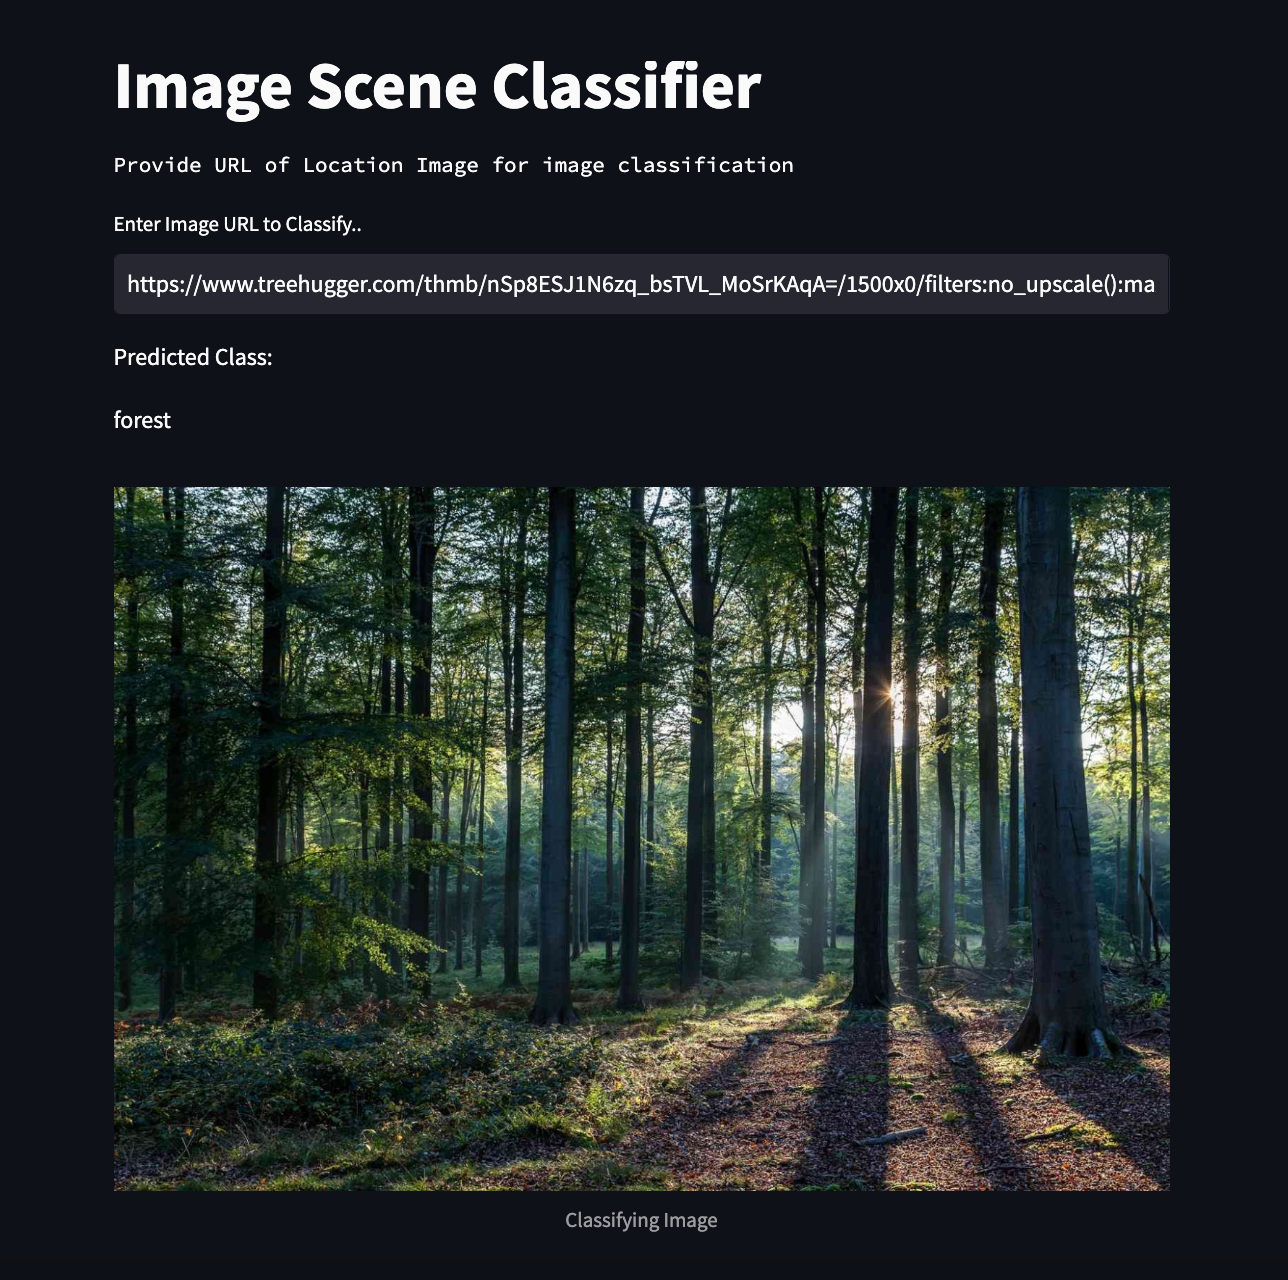 Image Scene Classifier
Provide URL of Location Image for image classification
Enter Image URL to Classify..
https://www.treehugger.com/thmb/nSp8ESJ1N6zq_bsTVL_MoSrKAqA=/1500x0/filters:no_upscale():ma
Predicted Class:
forest
Classifying Image